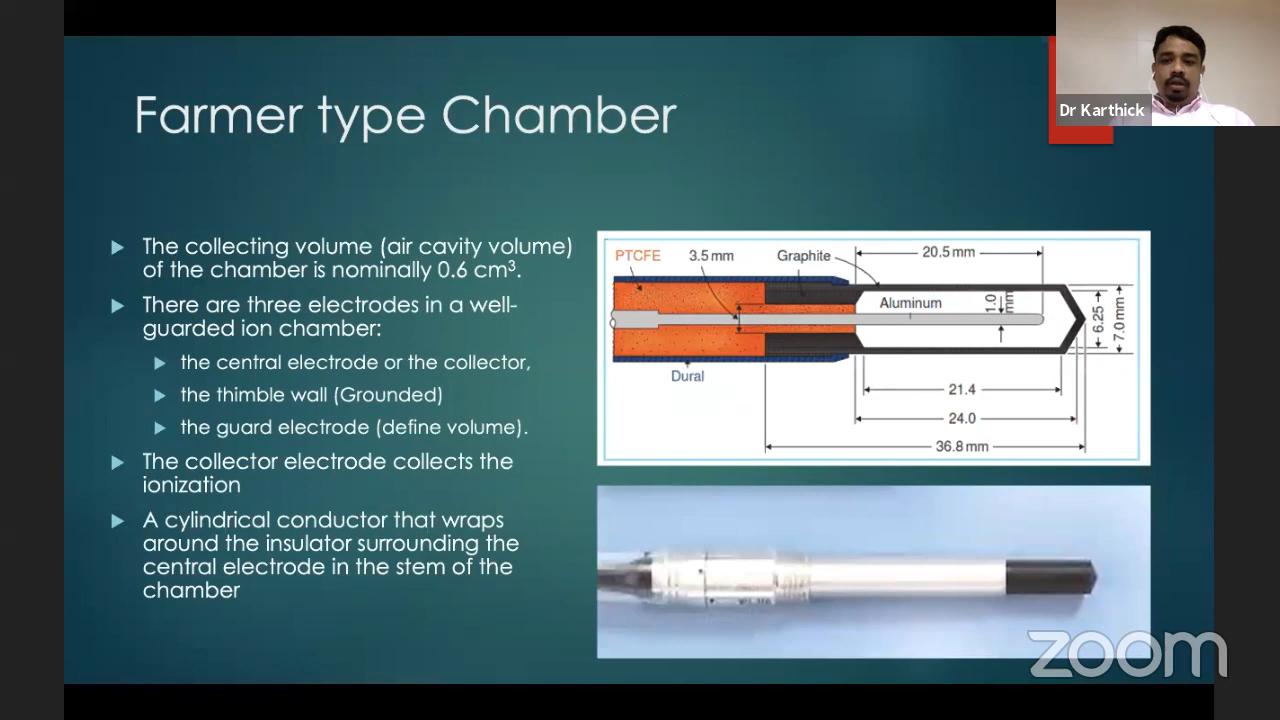 Farmer type Chamber
Dr Karthick
The collecting volume (air cavity volume)
of the chamber is nominally 0.6 cm³.
There are three electrodes in a well-
guarded ion chamber:
the central electrode or the collector,
the thimble wall (Grounded)
the guard electrode (define volume).
The collector electrode collects the
ionization
A cylindrical conductor that wraps
around the insulator surrounding the
central electrode in the stem of the
chamber
PTCFE
3.5 mm
Graphite
20.5 mm
Aluminum
1.0 mm
6.25
7.0 mm
Dural
21.4
24.0
36.8 mm
zoom